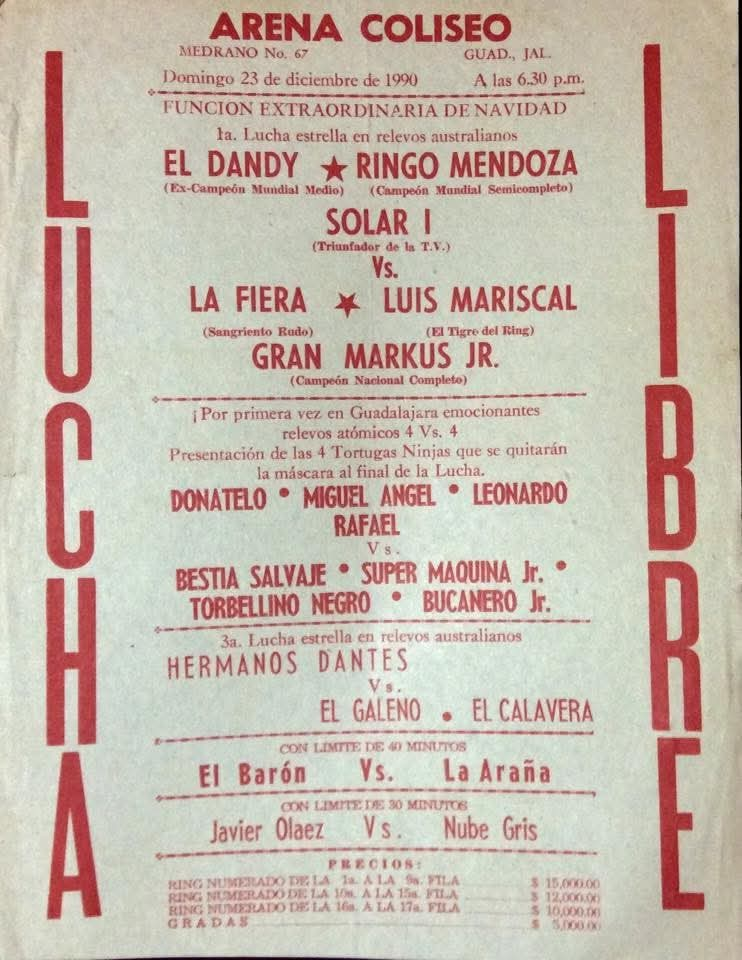 ARENA COLISEO
MEDRANO No. 67 GUAD., JAL.
Domingo 23 de diciembre de 1990 A las 6.30 p.m.
LUCHA
LIBRE
FUNCION EXTRAORDINARIA DE NAVIDAD
1a. Lucha estrella en relevos australianos
EL DANDY ★ RINGO MENDOZA
(Ex-Campeón Mundial Medio) (Campeón Mundial Semicompleto)
SOLAR I
(Triunfador de la T.V.)
Vs.
LA FIERA ★ LUIS MARISCAL
(Sangriento Rudo) (El Tigre del Ring)
GRAN MARKUS JR.
(Campeón Nacional Completo)
¡Por primera vez en Guadalajara emocionantes
relevos atómicos 4 Vs. 4
Presentación de las 4 Tortugas Ninjas que se quitarán
la máscara al final de la Lucha.
DONATELO • MIGUEL ANGEL • LEONARDO
RAFAEL
Vs.
BESTIA SALVAJE • SUPER MAQUINA Jr. •
TORBELLINO NEGRO • BUCANERO Jr.
3a. Lucha estrella en relevos australianos
HERMANOS DANTES
Vs.
EL GALENO • EL CALAVERA
CON LIMITE DE 40 MINUTOS
El Barón Vs. La Araña
CON LIMITE DE 30 MINUTOS
Javier Olaez Vs. Nube Gris
PRECIOS:
RING NUMERADO DE LA 1a. A LA 9a. FILA $ 15,000.00
RING NUMERADO DE LA 10a. A LA 15a. FILA $ 12,000.00
RING NUMERADO DE LA 16a. A LA 17a. FILA $ 10,000.00
GRADAS $ 5,000.00